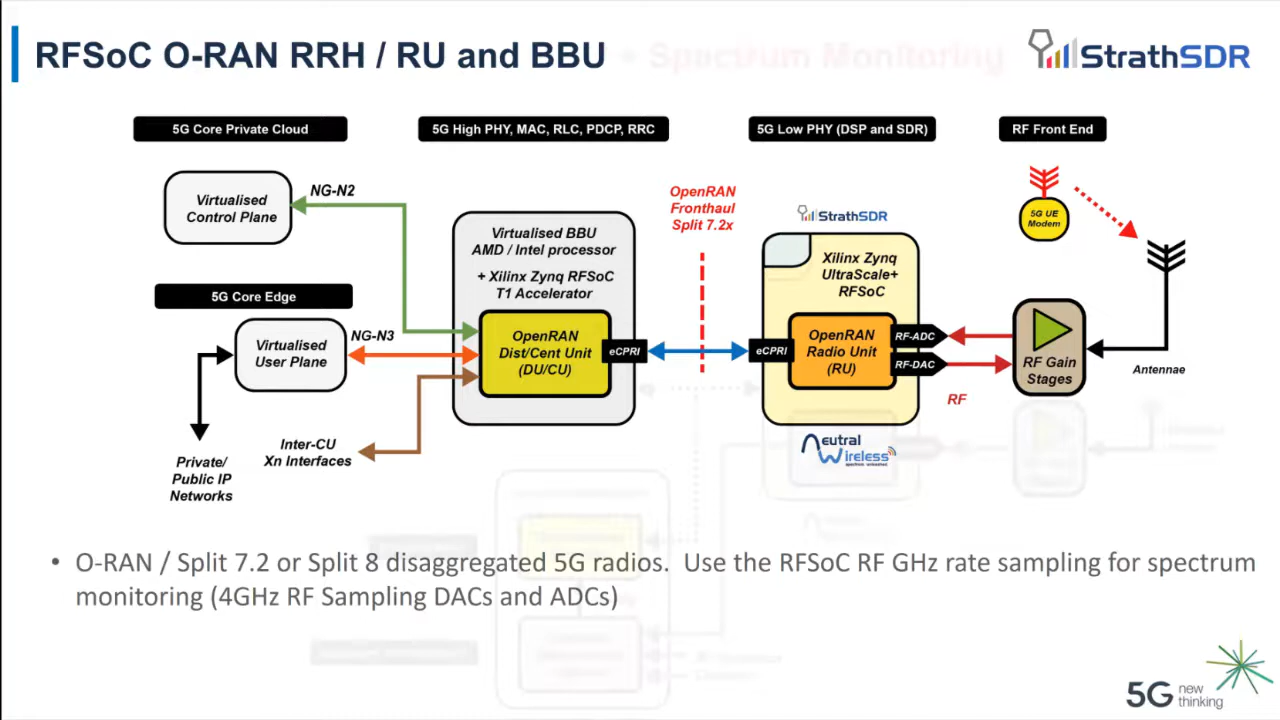 RFSoC O-RAN RRH / RU and BBU
• Spectrum Monitoring
StrathSDR
5G Core Private Cloud
5G High PHY, MAC, RLC, PDCP, RRC
5G Low PHY (DSP and SDR)
RF Front End
Virtualised
Control Plane
NG-N2
OpenRAN
Fronthaul
Split 7.2x
StrathSDR
5G UE
Modem
Virtualised BBU
AMD / Intel processor
+ Xilinx Zynq RFSoC
T1 Accelerator
Xilinx Zynq
UltraScale+
RFSoC
5G Core Edge
Virtualised
User Plane
NG-N3
OpenRAN
Dist/Cent Unit
(DU/CU)
eCPRI
eCPRI
OpenRAN
Radio Unit
(RU)
RF-ADC
RF-DAC
RF Gain
Stages
Antennae
RF
Inter-CU
Xn Interfaces
Private/
Public IP
Networks
Neutral
Wireless
• O-RAN / Split 7.2 or Split 8 disaggregated 5G radios. Use the RFSoC RF GHz rate sampling for spectrum
monitoring (4GHz RF Sampling DACs and ADCs)
5G new
thinking